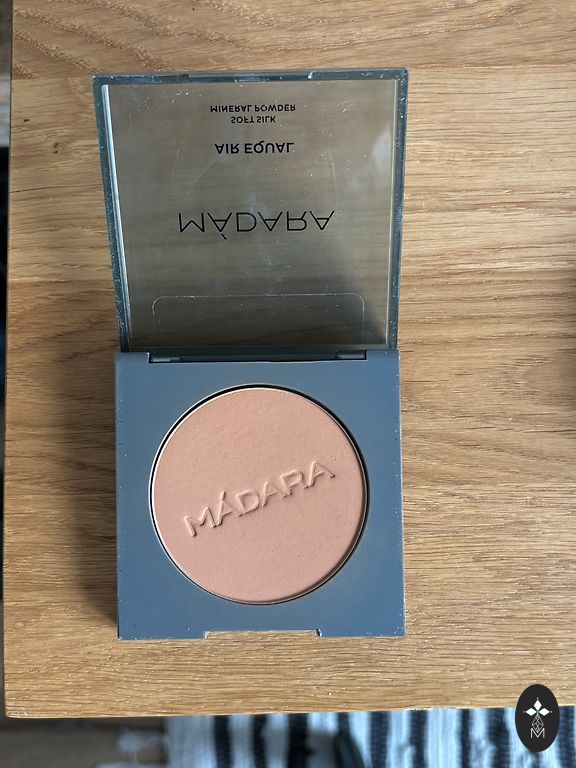 MINERAL POWDER
SOFT SILK
AIR EQUAL
MÁDARA
MÁDARA